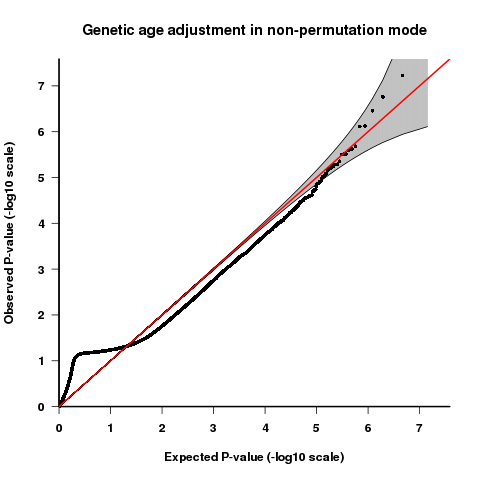 Genetic age adjustment in non-permutation mode
7
6
5
4
3
2
1
0
Observed P-value (-log10 scale)
0 1 2 3 4 5 6 7
Expected P-value (-log10 scale)